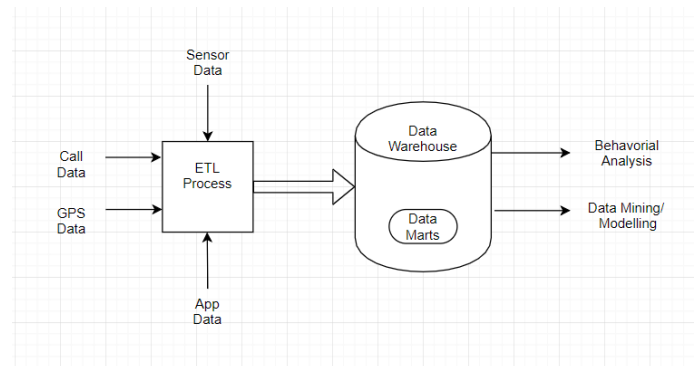 Sensor
Data
Call
Data
GPS
Data
ETL
Process
App
Data
Data
Warehouse
Data
Marts
Behavorial
Analysis
Data Mining/
Modelling